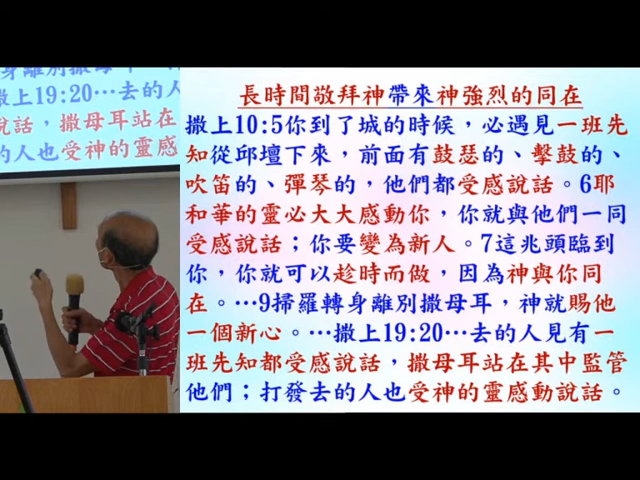 身離別撒母
撒上19:20…去的人
說話，撒母耳站在
的人也受神的靈感
長時間敬拜神帶來神強烈的同在
撒上10:5你到了城的時候，必遇見一班先
知從邱壇下來，前面有鼓瑟的、擊鼓的、
吹笛的、彈琴的，他們都受感說話。6耶
和華的靈必大大感動你，你就與他們一同
受感說話；你要變為新人。7這兆頭臨到
你，你就可以趁時而做，因為神與你同
在。…9掃羅轉身離別撒母耳，神就賜他
一個新心。…撒上19:20…去的人見有一
班先知都受感說話，撒母耳站在其中監管
他們；打發去的人也受神的靈感動說話。